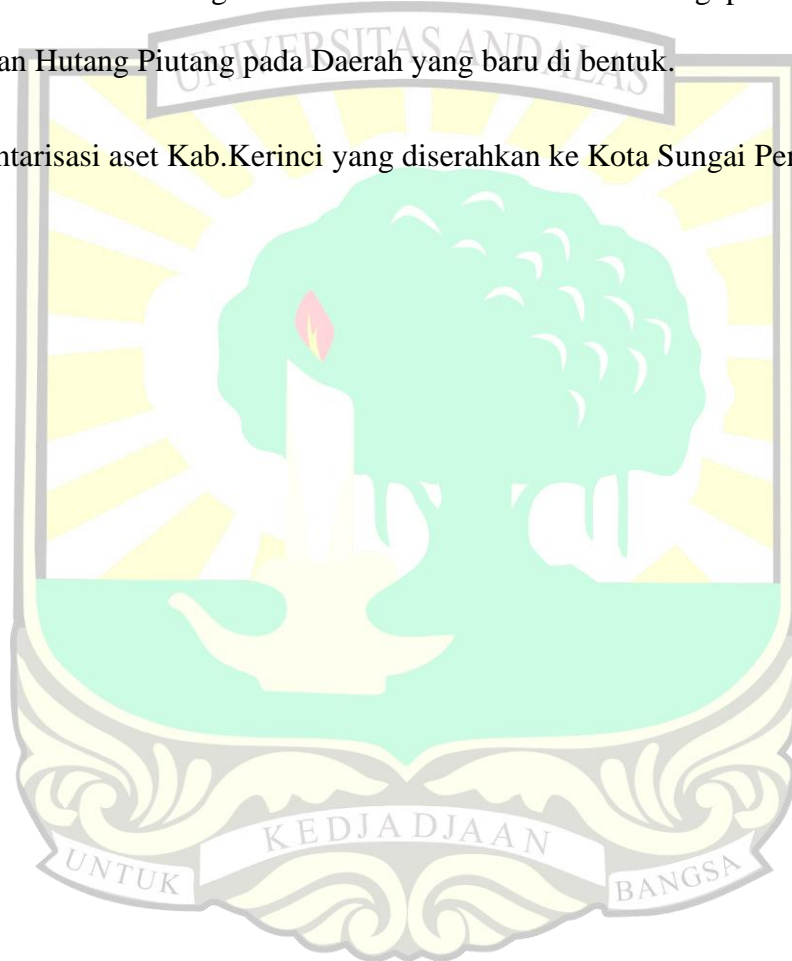 UNIVERSITAS ANDALAS
an Hutang Piutang pada Daerah yang baru di bentuk.
ntarisasi aset Kab.Kerinci yang diserahkan ke Kota Sungai Pen
UNTUK KEDJADJAAN BANGSA